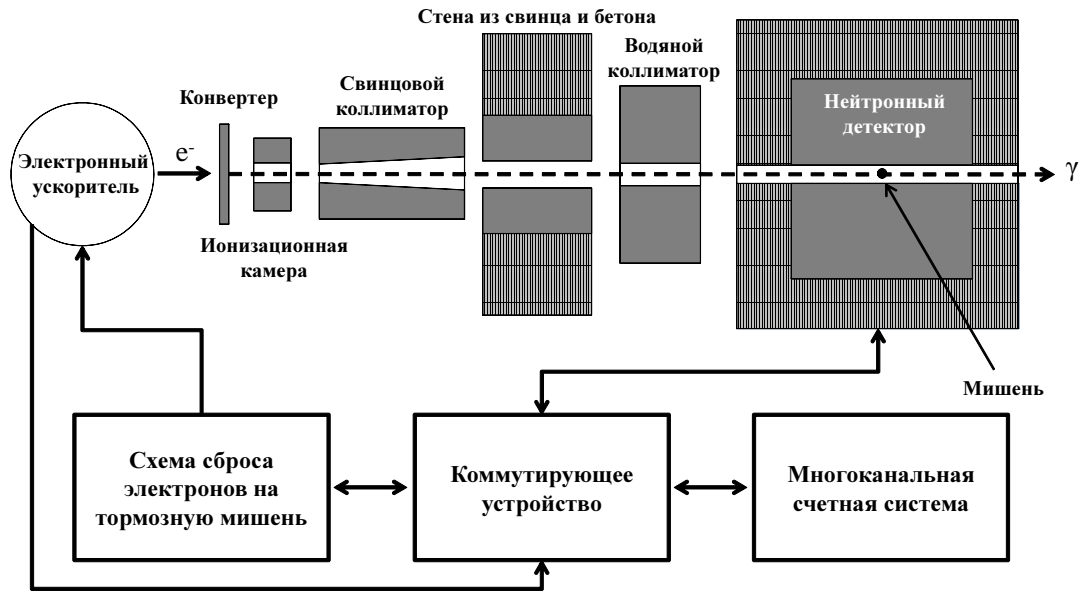 Стена из свинца и бетона
Водяной
коллиматор
Свинцовой
коллиматор
Конвертер
Нейтронный
детектор
Электронный
ускоритель
e-
γ
Ионизационная
камера
Мишень
Схема сброса
электронов на
тормозную мишень
Коммутирующее
устройство
Многоканальная
счетная система